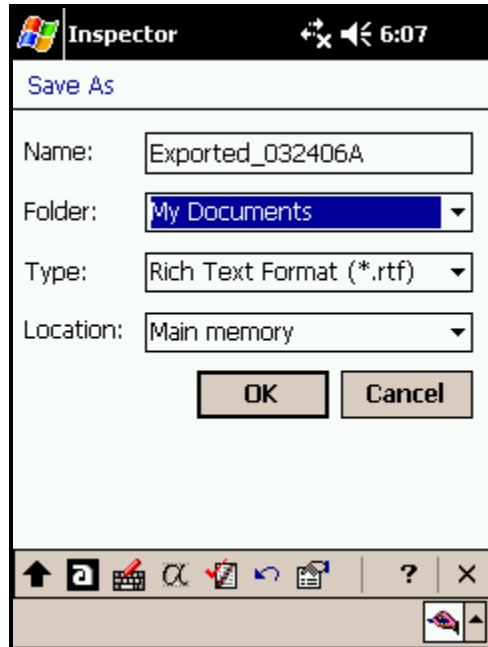 Inspector 6:07
Save As
Name: Exported_032406A
Folder: My Documents
Type: Rich Text Format (*.rtf)
Location: Main memory
OK Cancel
a α ? ×